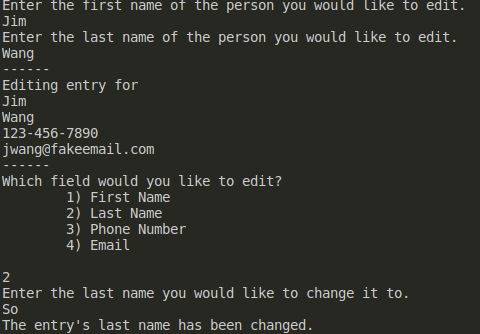 Enter the first name of the person you would like to edit.
Jim
Enter the last name of the person you would like to edit.
Wang
------
Editing entry for
Jim
Wang
123-456-7890
jwang@fakeemail.com
------
Which field would you like to edit?
1) First Name
2) Last Name
3) Phone Number
4) Email
2
Enter the last name you would like to change it to.
So
The entry's last name has been changed.